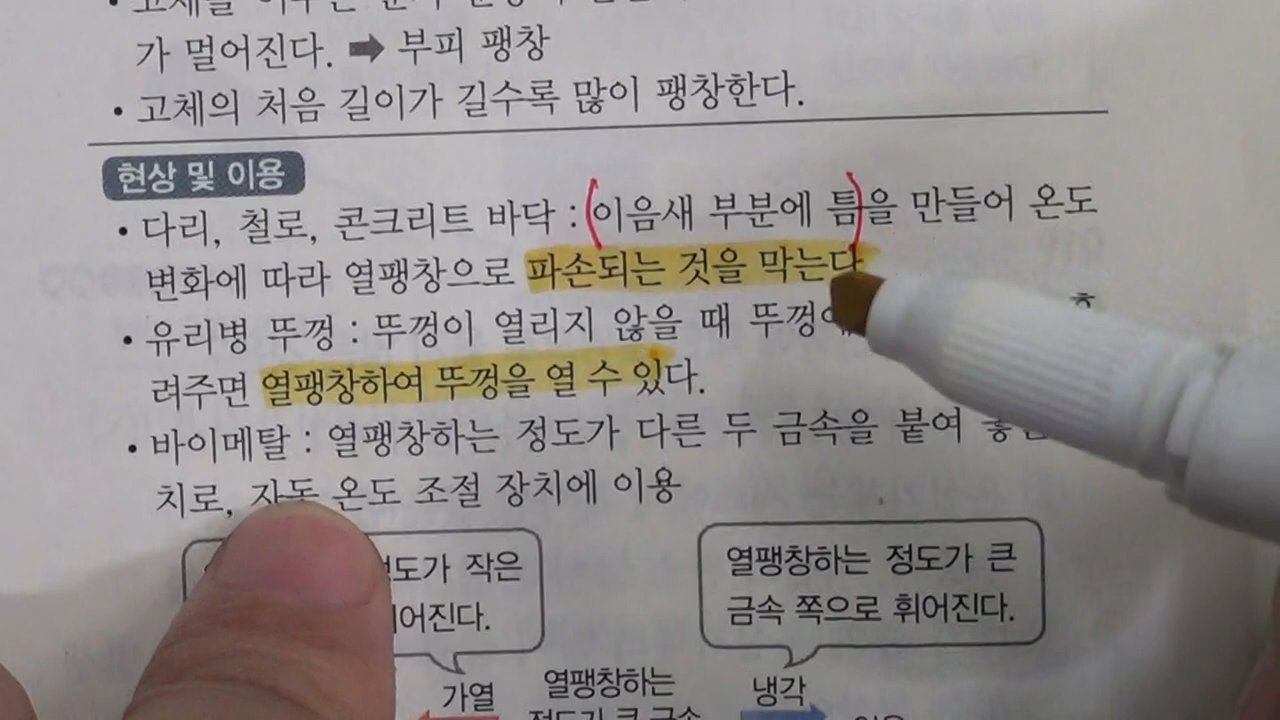 가 멀어진다. ➡ 부피 팽창
• 고체의 처음 길이가 길수록 많이 팽창한다.
현상 및 이용
• 다리, 철로, 콘크리트 바닥 : (이음새 부분에 틈)을 만들어 온도
변화에 따라 열팽창으로 파손되는 것을 막는다
• 유리병 뚜껑 : 뚜껑이 열리지 않을 때 뚜껑에
려주면 열팽창하여 뚜껑을 열 수 있다.
• 바이메탈 : 열팽창하는 정도가 다른 두 금속을 붙여
치로, 자동 온도 조절 장치에 이용
정도가 작은
휘어진다.
열팽창하는 정도가 큰
금속 쪽으로 휘어진다.
가열
열팽창하는
정도가 큰 금속
냉각